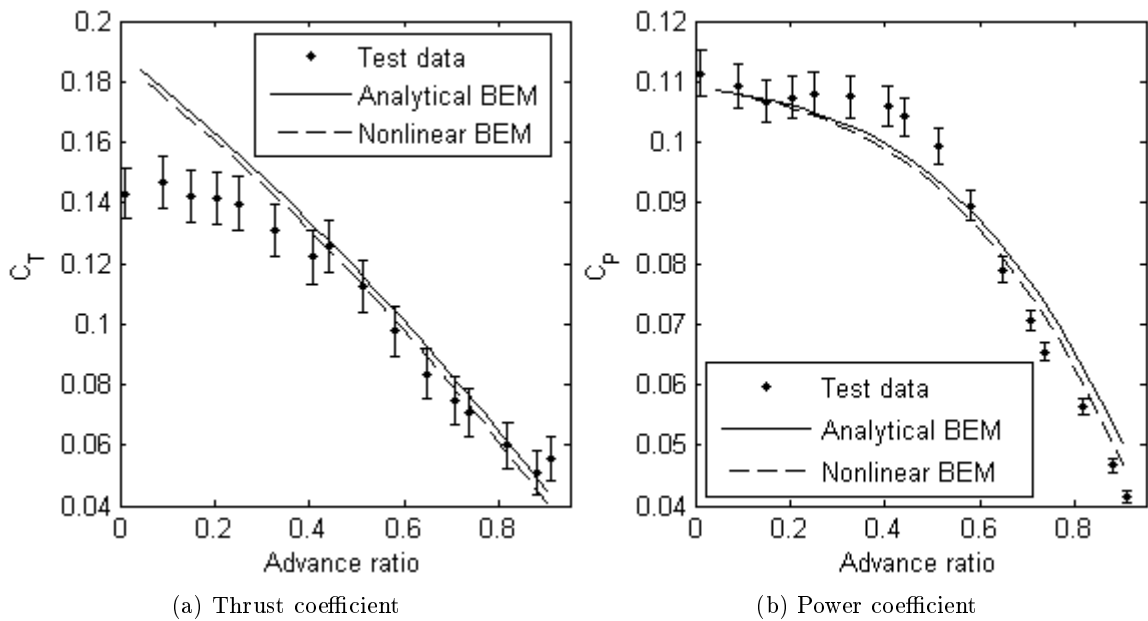 0.2
0.18
0.16
0.14
0.12
0.1
0.08
0.06
0.04
C_T
0 0.2 0.4 0.6 0.8
Advance ratio
Test data
Analytical BEM
Nonlinear BEM
(a) Thrust coefficient
0.12
0.11
0.1
0.09
0.08
0.07
0.06
0.05
0.04
C_P
0 0.2 0.4 0.6 0.8
Advance ratio
Test data
Analytical BEM
Nonlinear BEM
(b) Power coefficient